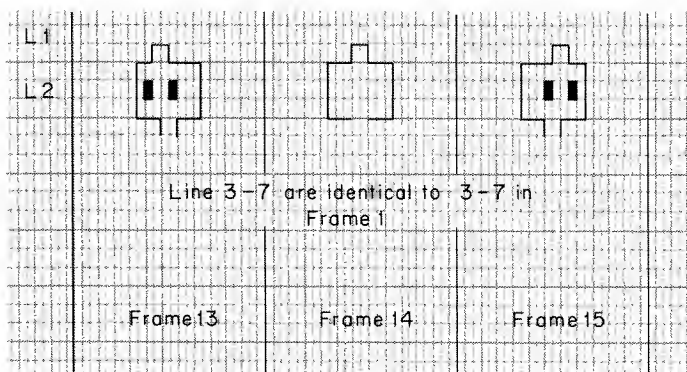 L1
L2
Line 3-7 are identical to 3-7 in
Frame 1
Frame 13
Frame 14
Frame 15